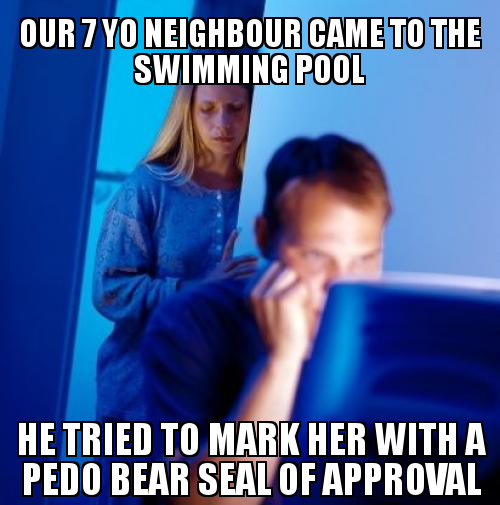 OUR 7 YO NEIGHBOUR CAME TO THE
SWIMMING POOL
HE TRIED TO MARK HER WITH A
PEDO BEAR SEAL OF APPROVAL